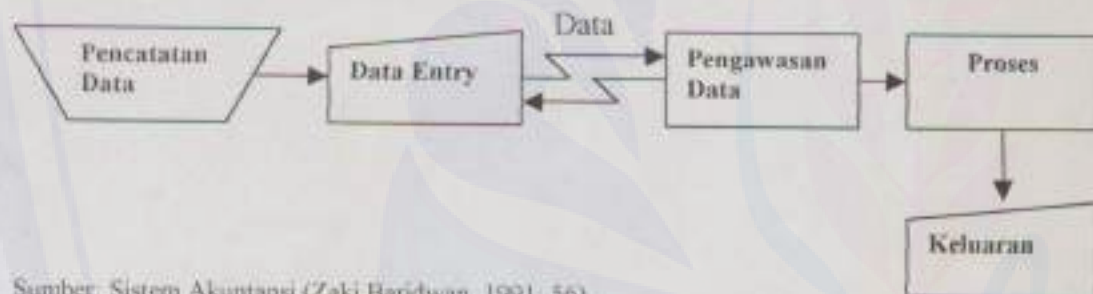 Data
Pencatatan
Data
Data Entry
Pengawasan
Data
Proses
Keluaran
Sumber: Sistem Akuntansi (Zaki Baridwan, 1991, 56)